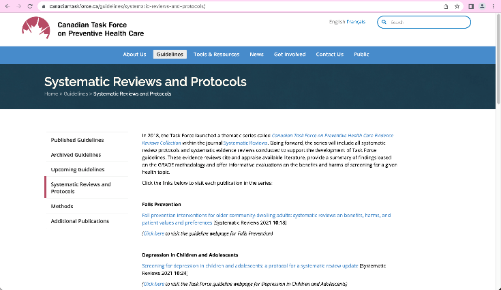 canadiantaskforce.ca/guidelines/systematic-reviews-and-protocols/
Canadian Task Force
on Preventive Health Care
English Français
Search
About Us Guidelines Tools & Resources News Get Involved Contact Us Public
Systematic Reviews and Protocols
Home > Guidelines > Systematic Reviews and Protocols
Published Guidelines
Archived Guidelines
Upcoming Guidelines
Systematic Reviews and
Protocols
Methods
Additional Publications
In 2018, the Task Force launched a thematic series called Canadian Task Force on Preventive Health Care Evidence
Reviews Collection within the journal Systematic Reviews. Going forward, the series will include all systematic
review protocols and systematic evidence reviews conducted to support the development of Task Force
guidelines. These evidence reviews cite and appraise available literature, provide a summary of findings based
on the GRADE methodology and offer informative evaluations on the benefits and harms of screening for a given
health topic.
Click the links below to visit each publication in the series:
Falls Prevention
Fall prevention interventions for older community-dwelling adults: systematic reviews on benefits, harms, and
patient values and preferences (Systematic Reviews 2021 10:18)
(Click here to visit the guideline webpage for Falls Prevention)
Depression in Children and Adolescents
Screening for depression in children and adolescents: a protocol for a systematic review update (Systematic
Reviews 2021 10:24)
(Click here to visit the Task Force guideline webpage for Depression in Children and Adolescents)